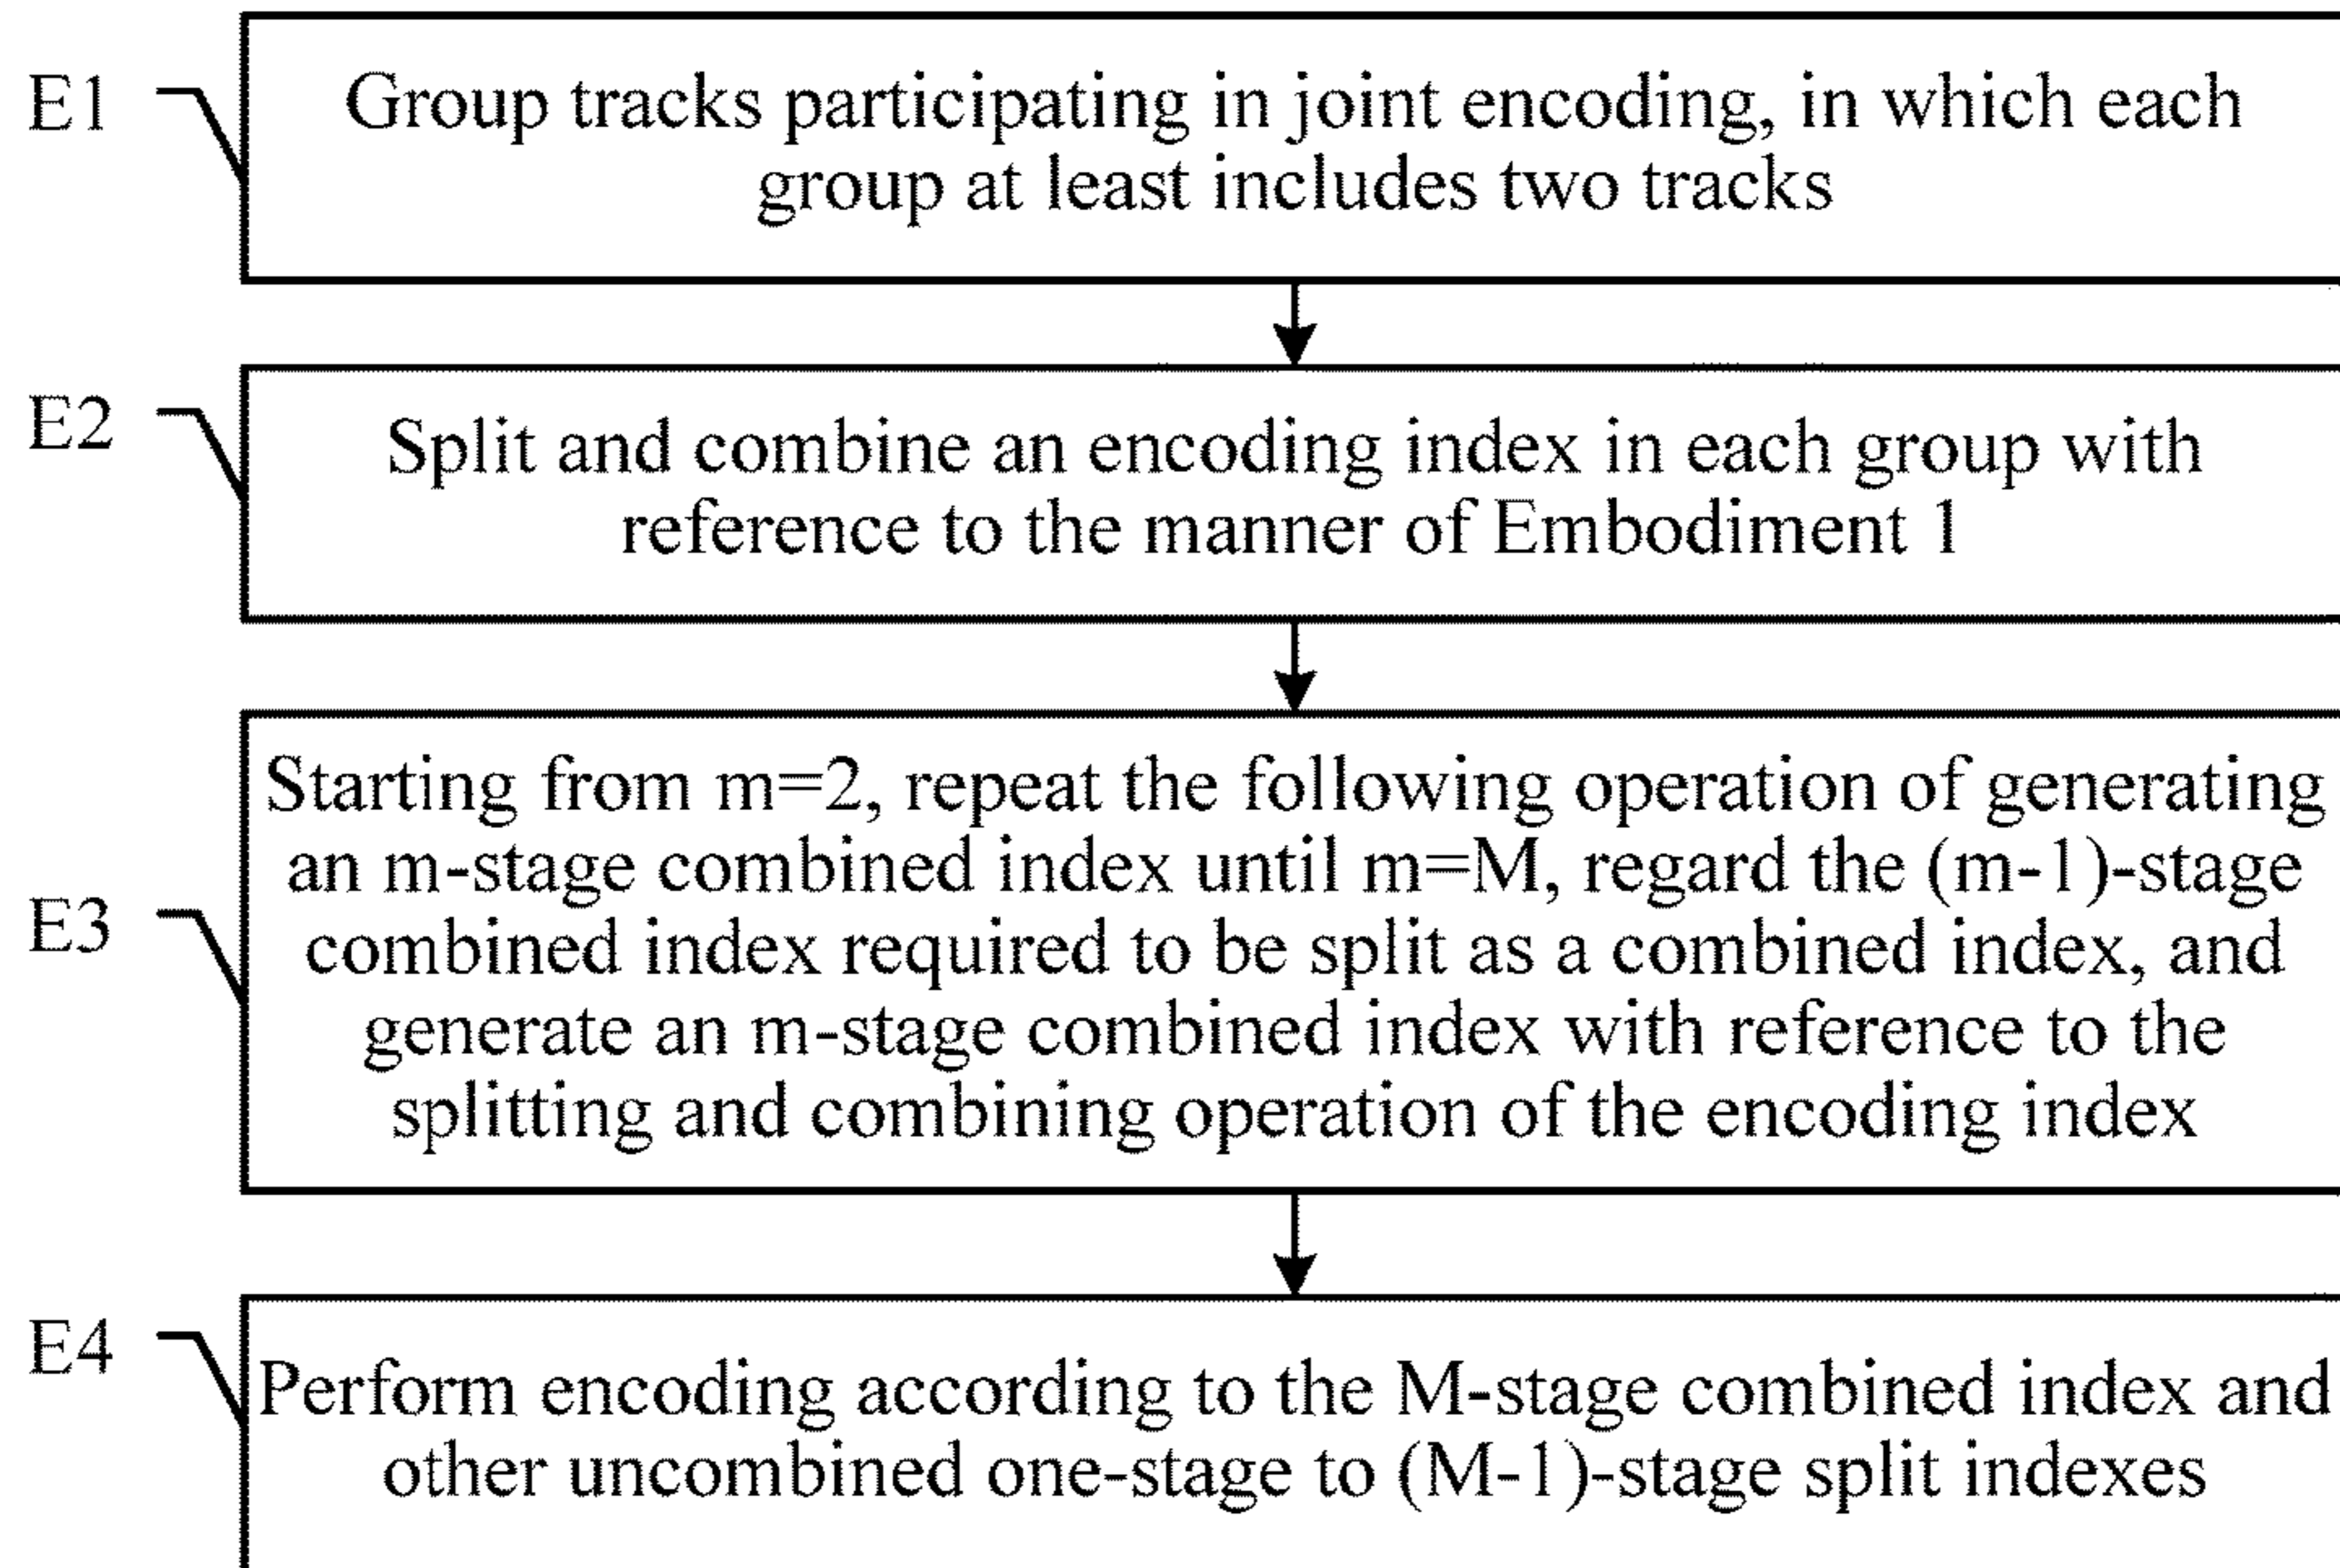 E1
Group tracks participating in joint encoding, in which each
group at least includes two tracks
E2
Split and combine an encoding index in each group with
reference to the manner of Embodiment 1
E3
Starting from m=2, repeat the following operation of generating
an m-stage combined index until m=M, regard the (m-1)-stage
combined index required to be split as a combined index, and
generate an m-stage combined index with reference to the
splitting and combining operation of the encoding index
E4
Perform encoding according to the M-stage combined index and
other uncombined one-stage to (M-1)-stage split indexes